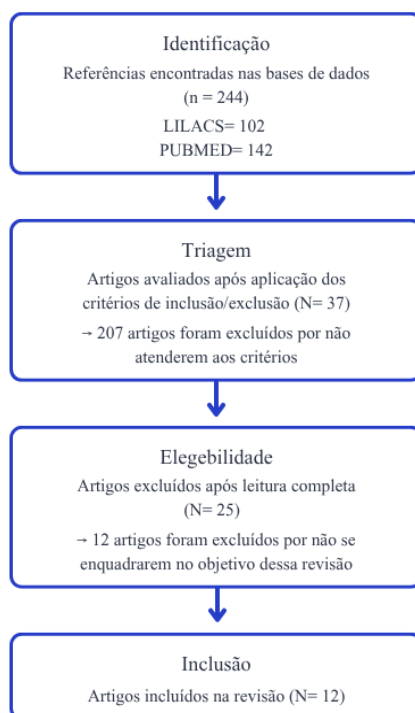 Identificação
Referências encontradas nas bases de dados
(n = 244)
LILACS= 102
PUBMED= 142
Triagem
Artigos avaliados após aplicação dos
critérios de inclusão/exclusão (N= 37)
→ 207 artigos foram excluídos por não
atenderem aos critérios
Elegebilidade
Artigos excluídos após leitura completa
(N= 25)
→ 12 artigos foram excluídos por não se
enquadrarem no objetivo dessa revisão
Inclusão
Artigos incluídos na revisão (N= 12)